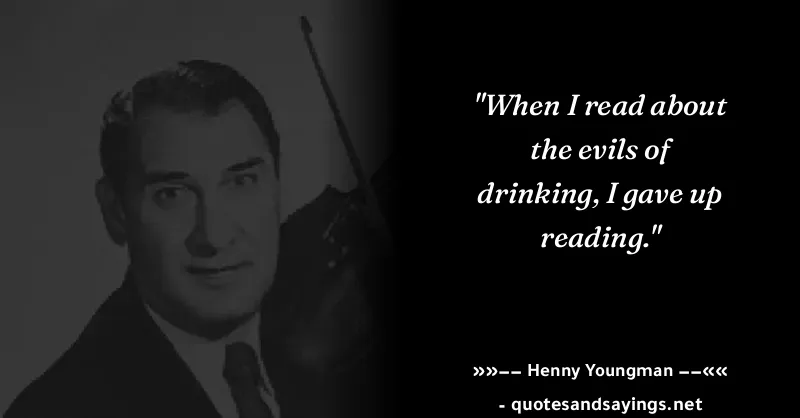 "When I read about
the evils of
drinking, I gave up
reading."
»»–– Henny Youngman ––««
- quotesandsayings.net